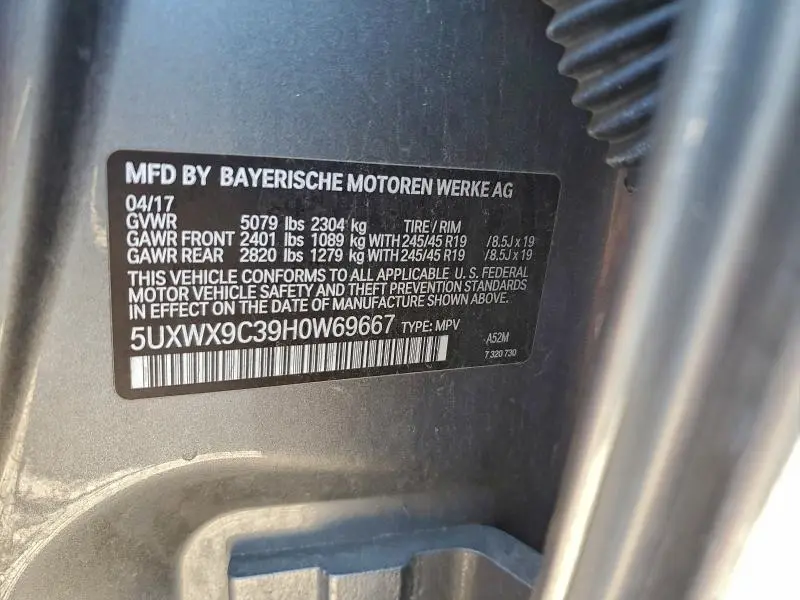 MFD BY BAYERISCHE MOTOREN WERKE AG
04/17
GVWR 5079 lbs 2304 kg TIRE / RIM
GAWR FRONT 2401 lbs 1089 kg WITH 245/45 R19 /8.5J x 19
GAWR REAR 2820 lbs 1279 kg WITH 245/45 R19 /8.5J x 19
THIS VEHICLE CONFORMS TO ALL APPLICABLE U. S. FEDERAL
MOTOR VEHICLE SAFETY AND THEFT PREVENTION STANDARDS
IN EFFECT ON THE DATE OF MANUFACTURE SHOWN ABOVE.
5UXWX9C39H0W69667 TYPE: MPV
A52M
7 320 730